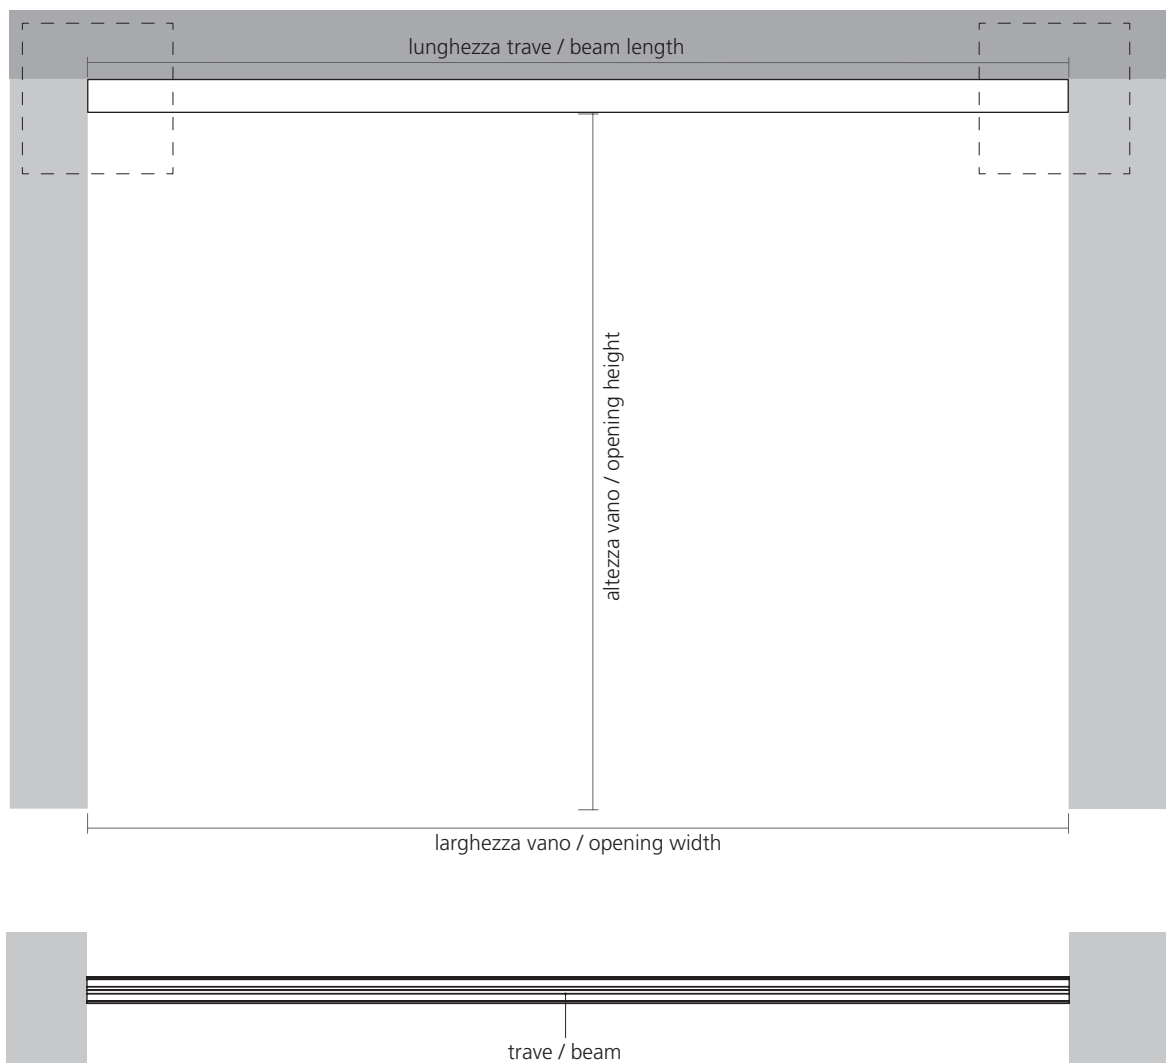 lunghezza trave / beam length
altezza vano / opening height
larghezza vano / opening width
trave / beam